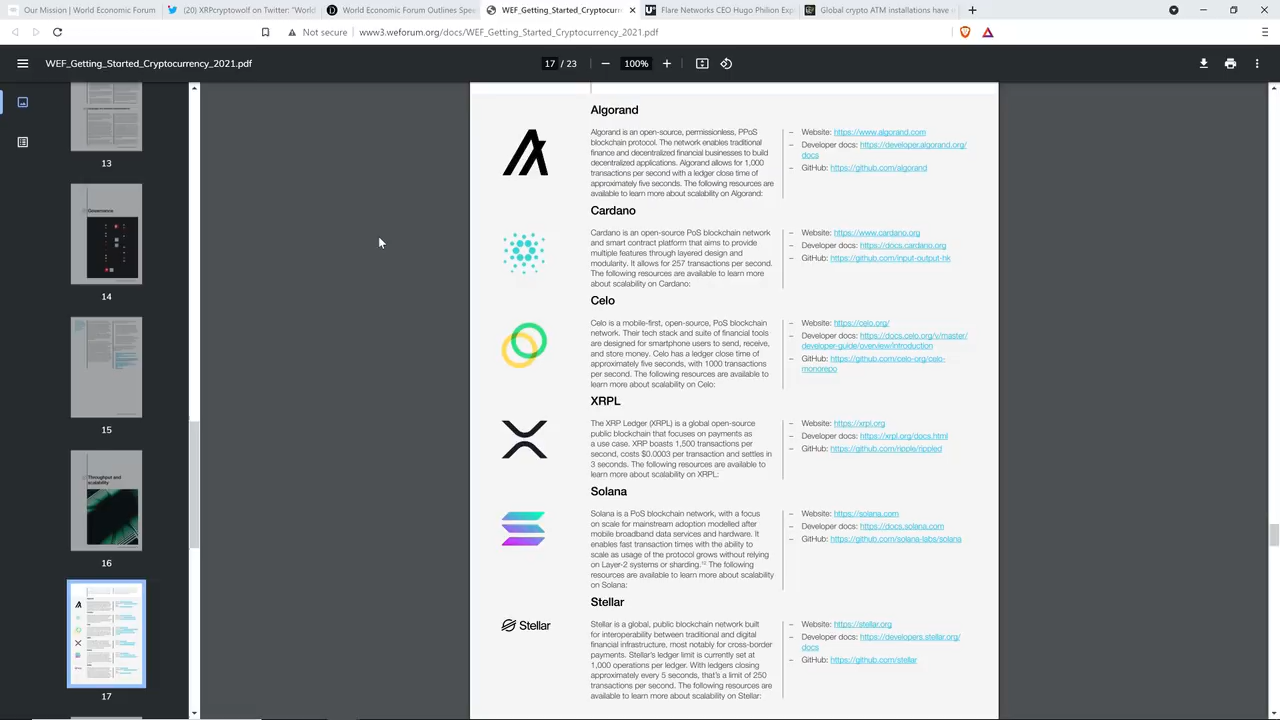 Our Mission | World Economic Forum
(20) XRPcryptowolf on Twitter: "World
World Economic Forum Outlines Spec
WEF_Getting_Started_Cryptocurr
Flare Networks CEO Hugo Philion Exp
Global crypto ATM installations have
Not secure
www3.weforum.org/docs/WEF_Getting_Started_Cryptocurrency_2021.pdf
WEF_Getting_Started_Cryptocurrency_2021.pdf
17 / 23
100%
13
Governance
14
15
Throughput and
scalability
16
17
Algorand
Algorand is an open-source, permissionless, PPoS
blockchain protocol. The network enables traditional
finance and decentralized financial businesses to build
decentralized applications. Algorand allows for 1,000
transactions per second with a ledger close time of
approximately five seconds. The following resources are
available to learn more about scalability on Algorand:
– Website: https://www.algorand.com
– Developer docs: https://developer.algorand.org/
docs
– GitHub: https://github.com/algorand
Cardano
Cardano is an open-source PoS blockchain network
and smart contract platform that aims to provide
multiple features through layered design and
modularity. It allows for 257 transactions per second.
The following resources are available to learn more
about scalability on Cardano:
– Website: https://www.cardano.org
– Developer docs: https://docs.cardano.org
– GitHub: https://github.com/input-output-hk
Celo
Celo is a mobile-first, open-source, PoS blockchain
network. Their tech stack and suite of financial tools
are designed for smartphone users to send, receive,
and store money. Celo has a ledger close time of
approximately five seconds, with 1000 transactions
per second. The following resources are available to
learn more about scalability on Celo:
– Website: https://celo.org/
– Developer docs: https://docs.celo.org/v/master/
developer-guide/overview/introduction
– GitHub: https://github.com/celo-org/celo-
monorepo
XRPL
The XRP Ledger (XRPL) is a global open-source
public blockchain that focuses on payments as
a use case. XRP boasts 1,500 transactions per
second, costs $0.0003 per transaction and settles in
3 seconds. The following resources are available to
learn more about scalability on XRPL:
– Website: https://xrpl.org
– Developer docs: https://xrpl.org/docs.html
– GitHub: https://github.com/ripple/rippled
Solana
Solana is a PoS blockchain network, with a focus
on scale for mainstream adoption modelled after
mobile broadband data services and hardware. It
enables fast transaction times with the ability to
scale as usage of the protocol grows without relying
on Layer-2 systems or sharding. The following
resources are available to learn more about scalability
on Solana:
– Website: https://solana.com
– Developer docs: https://docs.solana.com
– GitHub: https://github.com/solana-labs/solana
Stellar
Stellar
Stellar is a global, public blockchain network built
for interoperability between traditional and digital
financial infrastructure, most notably for cross-border
payments. Stellar's ledger limit is currently set at
1,000 operations per ledger. With ledgers closing
approximately every 5 seconds, that's a limit of 250
transactions per second. The following resources are
available to learn more about scalability on Stellar:
– Website: https://stellar.org
– Developer docs: https://developers.stellar.org/
docs
– GitHub: https://github.com/stellar